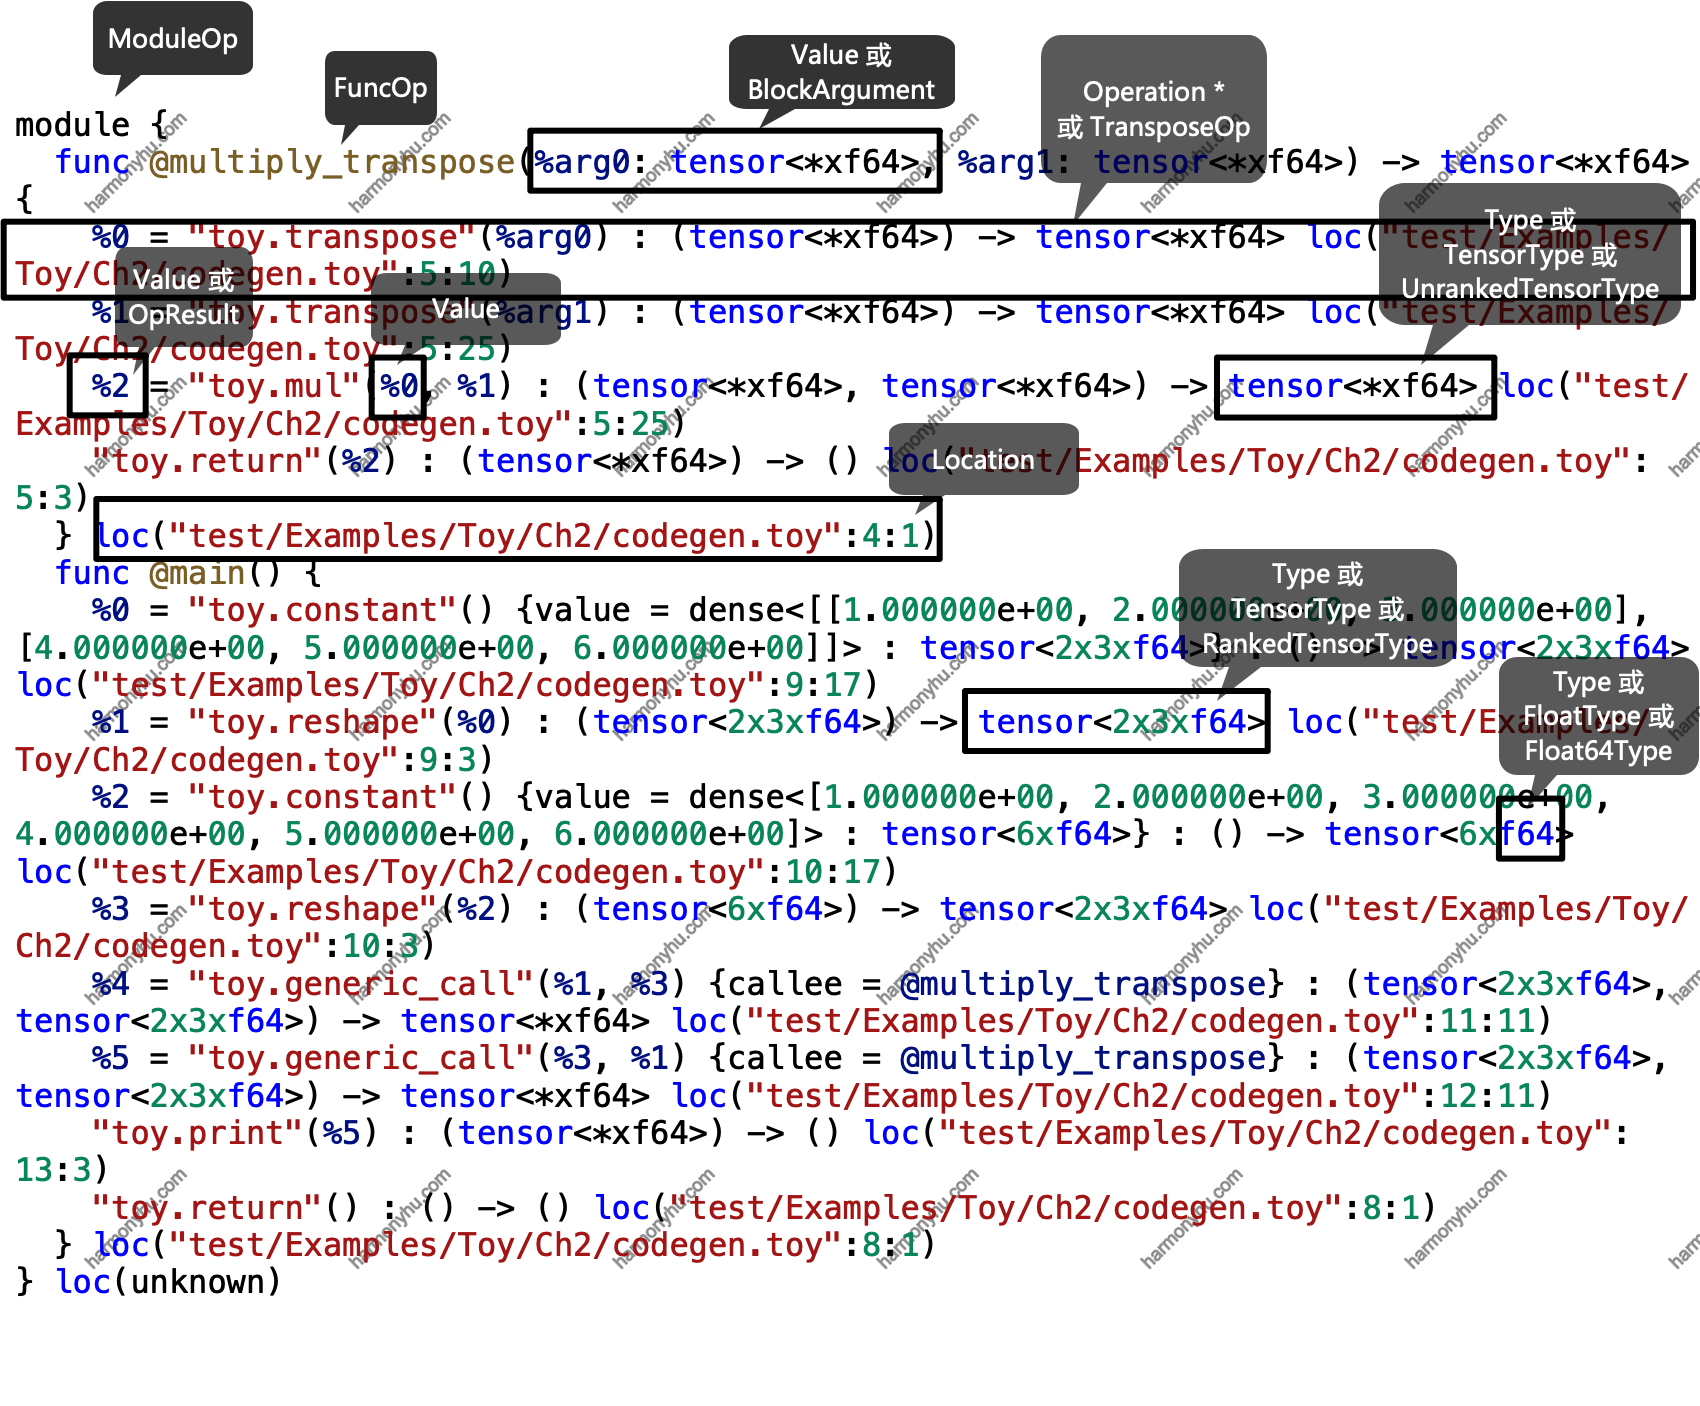 ModuleOp
FuncOp
Value 或
BlockArgument
Operation *
或 TransposeOp
module {
func @multiply_transpose(%arg0: tensor<*xf64>, %arg1: tensor<*xf64>) -> tensor<*xf64>
{
%0 = "toy.transpose"(%arg0) : (tensor<*xf64>) -> tensor<*xf64> loc("test/Examples/
Toy/Ch2/codegen.toy":5:10)
Type 或
TensorType 或
UnrankedTensorType
Value 或
OpResult
Value
%1 = "toy.transpose"(%arg1) : (tensor<*xf64>) -> tensor<*xf64> loc("test/Examples/
Toy/Ch2/codegen.toy":5:25)
%2 = "toy.mul"(%0, %1) : (tensor<*xf64>, tensor<*xf64>) -> tensor<*xf64> loc("test/
Examples/Toy/Ch2/codegen.toy":5:25)
"toy.return"(%2) : (tensor<*xf64>) -> () loc("test/Examples/Toy/Ch2/codegen.toy":
5:3)
Location
} loc("test/Examples/Toy/Ch2/codegen.toy":4:1)
func @main() {
%0 = "toy.constant"() {value = dense<[[1.000000e+00, 2.000000e+00, 3.000000e+00],
[4.000000e+00, 5.000000e+00, 6.000000e+00]]> : tensor<2x3xf64>} : () -> tensor<2x3xf64>
loc("test/Examples/Toy/Ch2/codegen.toy":9:17)
Type 或
TensorType 或
RankedTensorType
%1 = "toy.reshape"(%0) : (tensor<2x3xf64>) -> tensor<2x3xf64> loc("test/Examples/
Toy/Ch2/codegen.toy":9:3)
Type 或
FloatType 或
Float64Type
%2 = "toy.constant"() {value = dense<[1.000000e+00, 2.000000e+00, 3.000000e+00,
4.000000e+00, 5.000000e+00, 6.000000e+00]> : tensor<6xf64>} : () -> tensor<6xf64>
loc("test/Examples/Toy/Ch2/codegen.toy":10:17)
%3 = "toy.reshape"(%2) : (tensor<6xf64>) -> tensor<2x3xf64> loc("test/Examples/Toy/
Ch2/codegen.toy":10:3)
%4 = "toy.generic_call"(%1, %3) {callee = @multiply_transpose} : (tensor<2x3xf64>,
tensor<2x3xf64>) -> tensor<*xf64> loc("test/Examples/Toy/Ch2/codegen.toy":11:11)
%5 = "toy.generic_call"(%3, %1) {callee = @multiply_transpose} : (tensor<2x3xf64>,
tensor<2x3xf64>) -> tensor<*xf64> loc("test/Examples/Toy/Ch2/codegen.toy":12:11)
"toy.print"(%5) : (tensor<*xf64>) -> () loc("test/Examples/Toy/Ch2/codegen.toy":
13:3)
"toy.return"() : () -> () loc("test/Examples/Toy/Ch2/codegen.toy":8:1)
} loc("test/Examples/Toy/Ch2/codegen.toy":8:1)
} loc(unknown)
harmonyhu.com